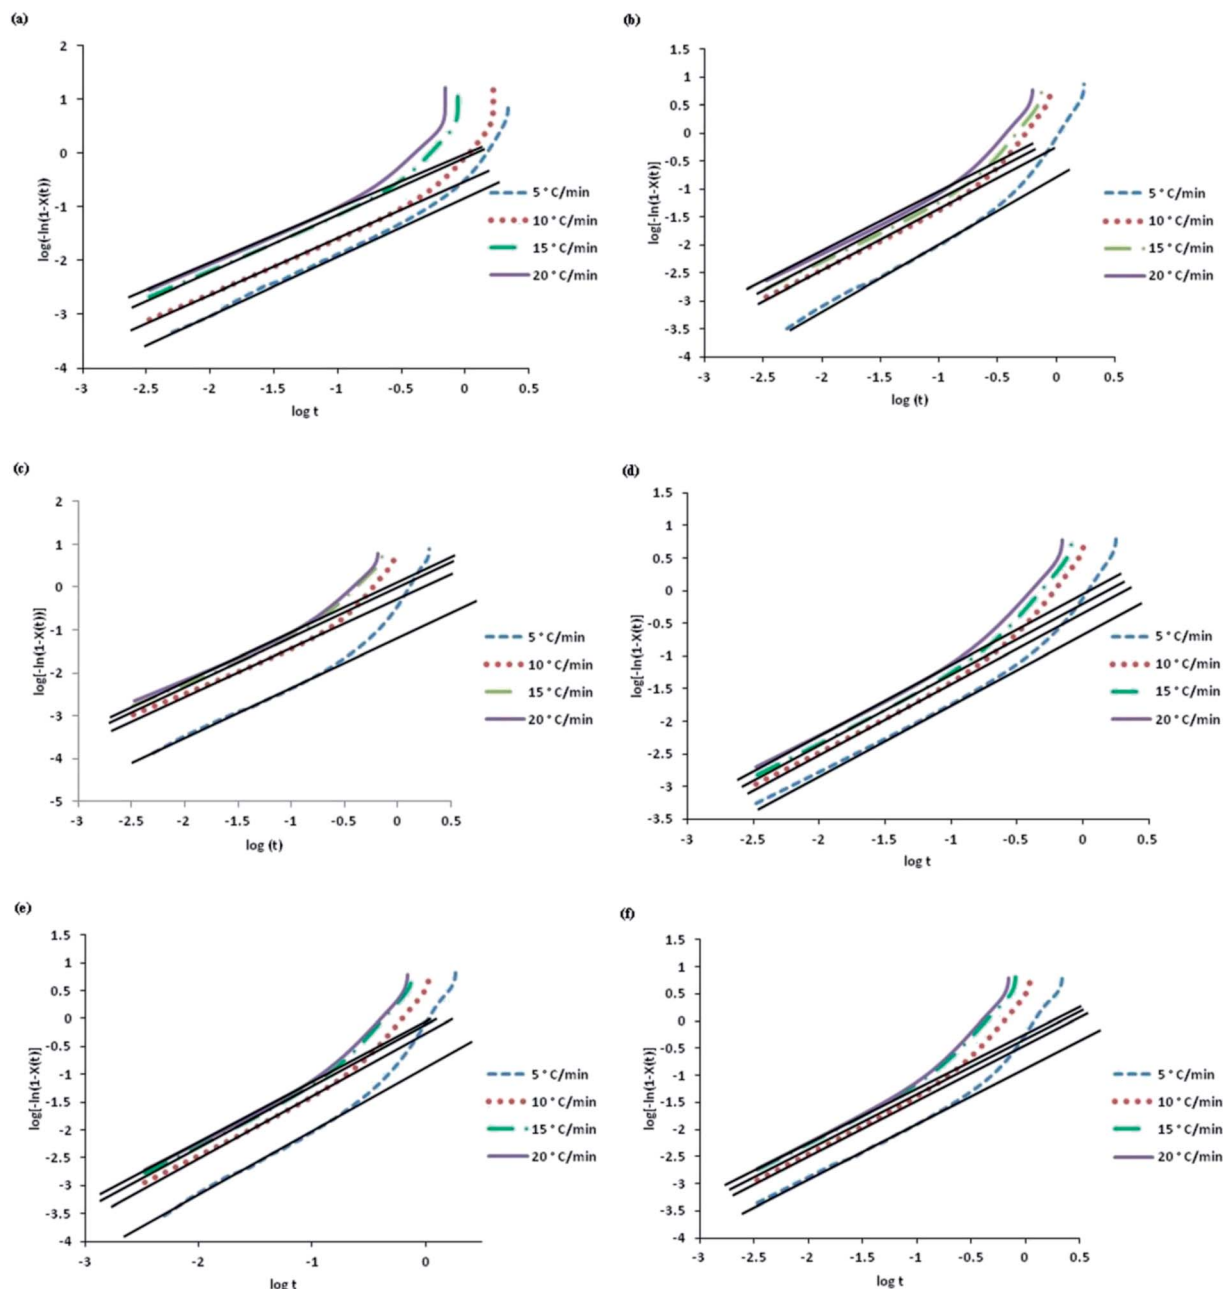 (a)
2
1
0
-1
-2
-3
-4
log(-ln(1-X(t))
-3
-2.5
-2
-1.5
-1
-0.5
0
0.5
log t
5 ° C/min
10 ° C/min
15 ° C/min
20 ° C/min
(b)
1.5
1
0.5
0
-0.5
-1
-1.5
-2
-2.5
-3
-3.5
-4
log[-ln(1-X(t)]
-3
-2.5
-2
-1.5
-1
-0.5
0
0.5
log (t)
5 ° C/min
10 ° C/min
15 ° C/min
20 ° C/min
(c)
2
1
0
-1
-2
-3
-4
-5
log[-ln(1-X(t))]
-3
-2.5
-2
-1.5
-1
-0.5
0
0.5
log (t)
5 ° C/min
10 ° C/min
15 ° C/min
20 ° C/min
(d)
1.5
1
0.5
0
-0.5
-1
-1.5
-2
-2.5
-3
-3.5
log[-ln(1-X(t)]
-3
-2.5
-2
-1.5
-1
-0.5
0
0.5
log t
5 ° C/min
10 ° C/min
15 ° C/min
20 ° C/min
(e)
1.5
1
0.5
0
-0.5
-1
-1.5
-2
-2.5
-3
-3.5
-4
log[-ln(1-X(t)]
-3
-2
-1
0
log t
5 ° C/min
10 ° C/min
15 ° C/min
20 ° C/min
(f)
1.5
1
0.5
0
-0.5
-1
-1.5
-2
-2.5
-3
-3.5
-4
log[-ln(1-X(t)]
-3
-2.5
-2
-1.5
-1
-0.5
0
0.5
log t
5 ° C/min
10 ° C/min
15 ° C/min
20 ° C/min